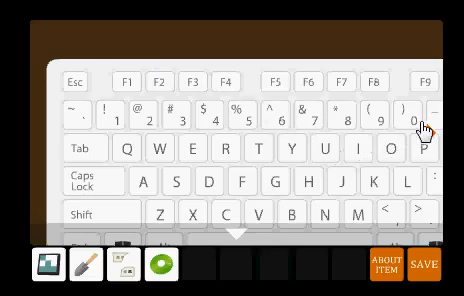 Esc F1 F2 F3 F4 F5 F6 F7 F8 F9
~ ` ! 1 @ 2 # 3 $ 4 % 5 ^ 6 & 7 * 8 ( 9 ) 0 _
Tab Q W E R T Y U I O P
Caps Lock A S D F G H J K L :
Shift Z X C V B N M < , > .
ABOUT ITEM SAVE